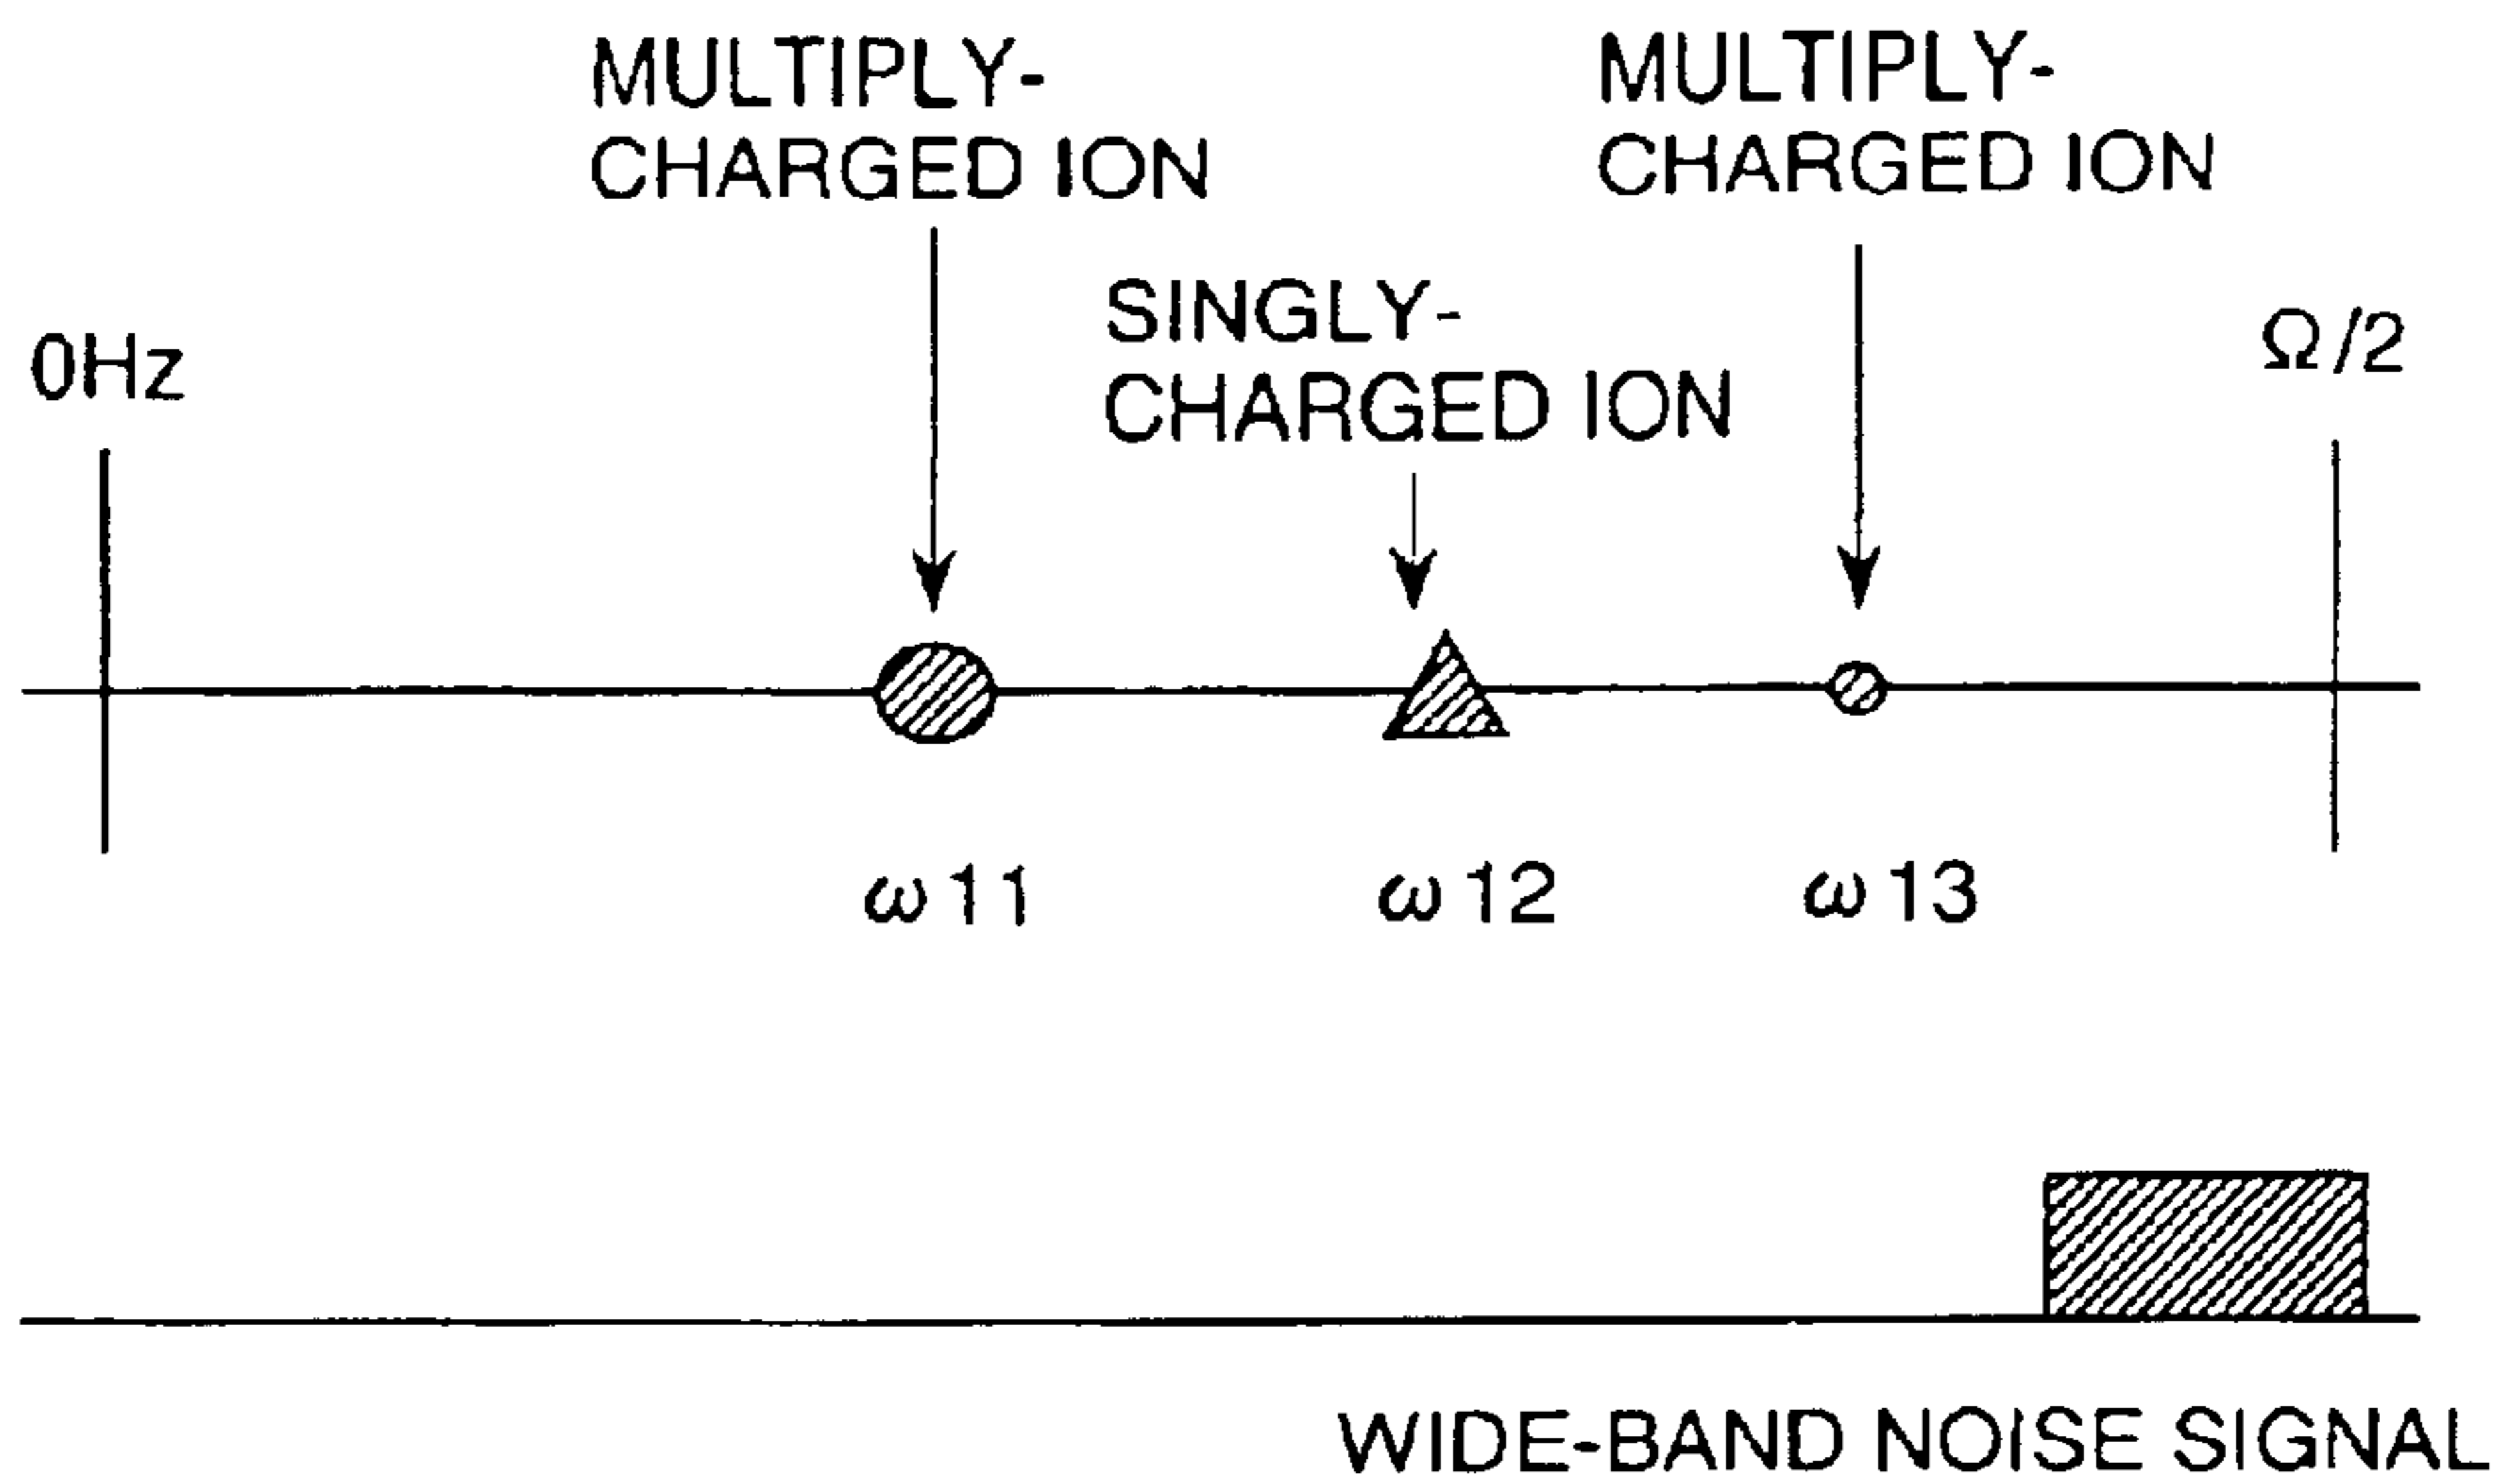 MULTIPLY-
CHARGED ION
MULTIPLY-
CHARGED ION
SINGLY-
CHARGED ION
0Hz
Ω/2
ω11
ω12
ω13
WIDE-BAND NOISE SIGNAL